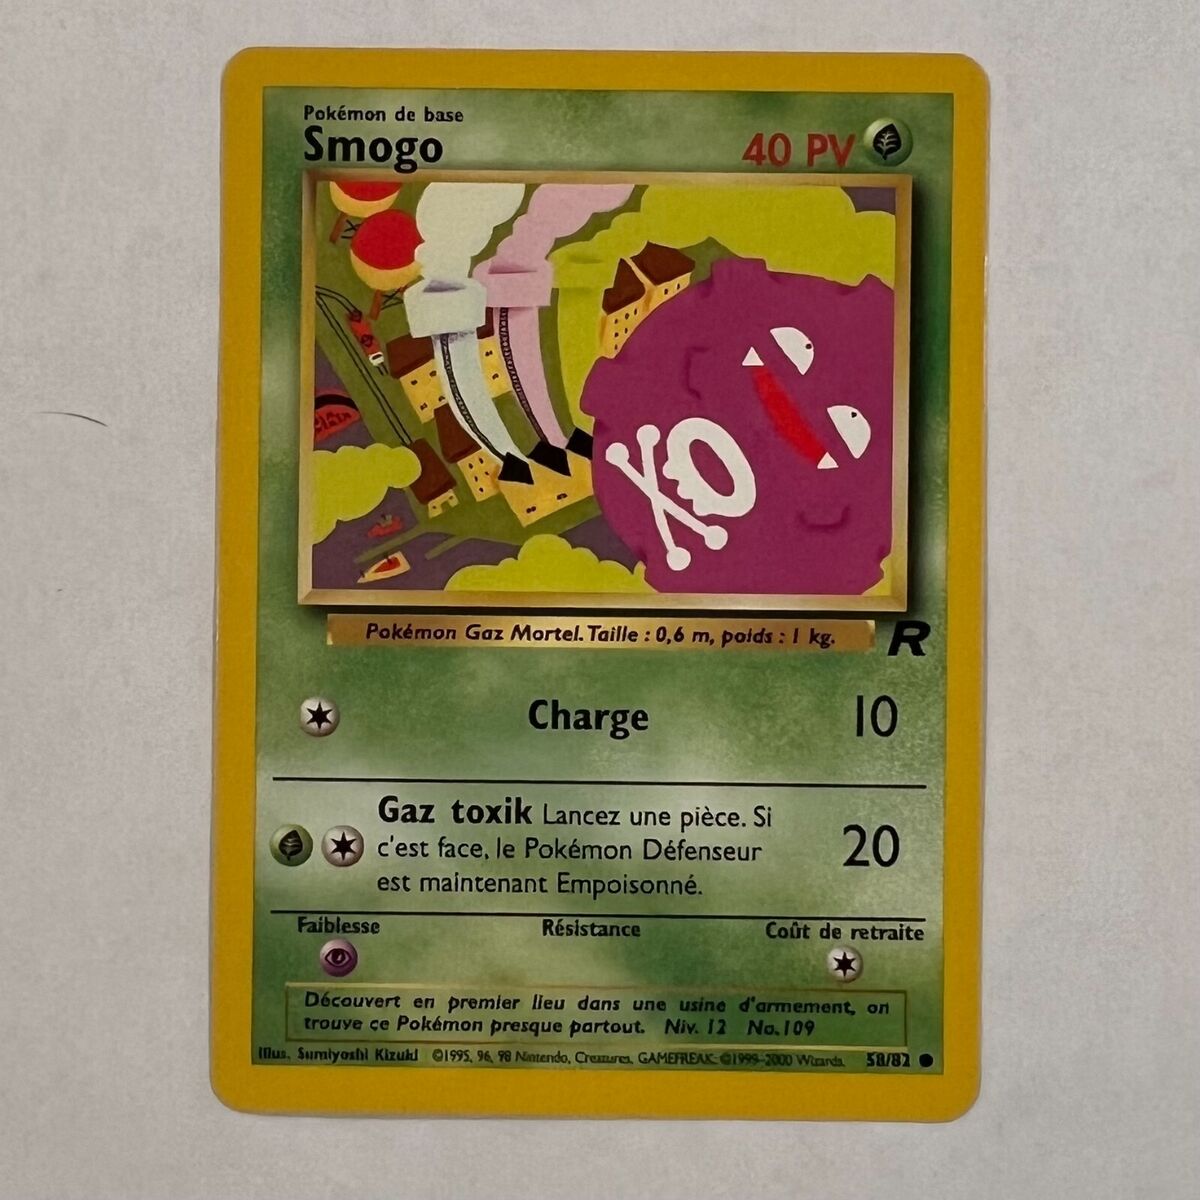 Pokémon de base
Smogo
40 PV
Pokémon Gaz Mortel. Taille : 0,6 m, poids : 1 kg.
R
Charge 10
Gaz toxik Lancez une pièce. Si
c'est face, le Pokémon Défenseur
est maintenant Empoisonné.
20
Faiblesse Résistance Coût de retraite
Découvert en premier lieu dans une usine d'armement, on
trouve ce Pokémon presque partout. Niv. 12 No. 109
Illus. Sumiyoshi Kizuki ©1995, 96, 98 Nintendo, Creatures, GAMEFREAK. ©1999-2000 Wizards. 58/82